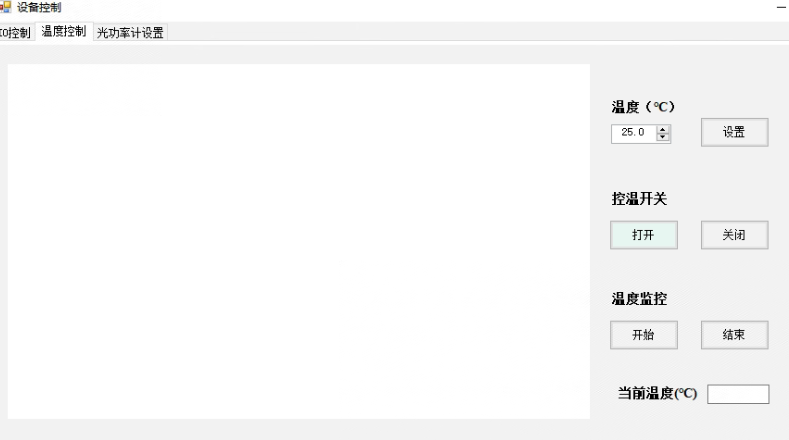 设备控制
IO控制 温度控制 光功率计设置
温度（℃）
25.0 设置
控温开关
打开 关闭
温度监控
开始 结束
当前温度(℃)